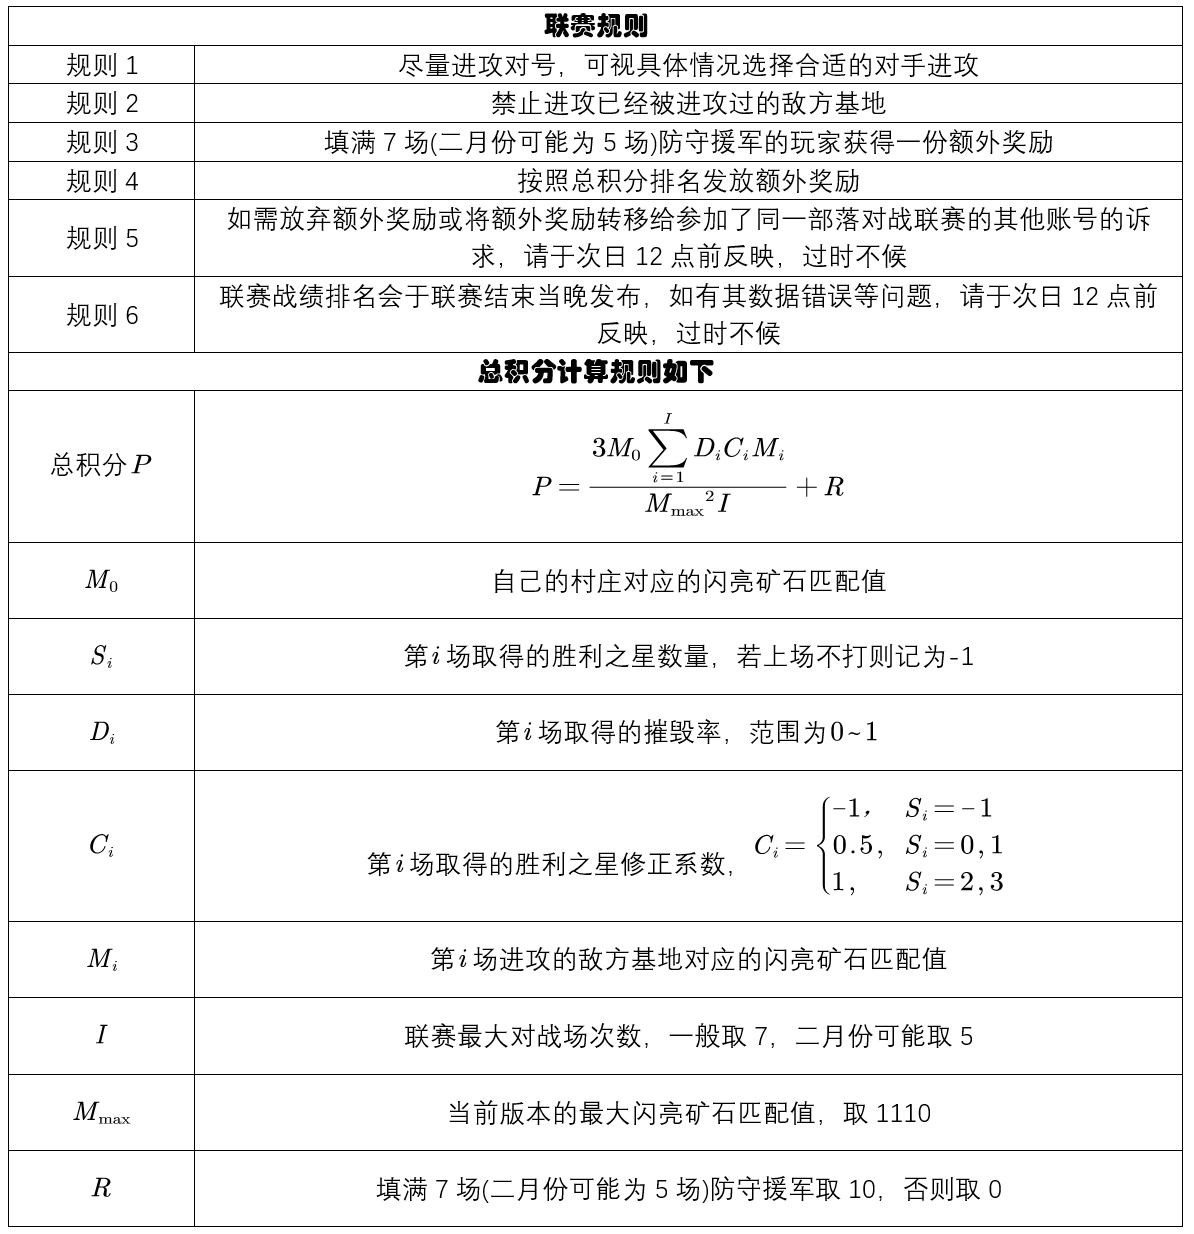 联赛规则
规则 1
尽量进攻对号，可视具体情况选择合适的对手进攻
规则 2
禁止进攻已经被进攻过的敌方基地
规则 3
填满 7 场(二月份可能为 5 场)防守援军的玩家获得一份额外奖励
规则 4
按照总积分排名发放额外奖励
规则 5
如需放弃额外奖励或将额外奖励转移给参加了同一部落对战联赛的其他账号的诉
求，请于次日 12 点前反映，过时不候
规则 6
联赛战绩排名会于联赛结束当晚发布，如有其数据错误等问题，请于次日 12 点前
反映，过时不候
总积分计算规则如下
总积分P
P = \frac{3M_0 \sum_{i=1}^{I} D_i C_i M_i}{M_{max}^2 I} + R
M_0
自己的村庄对应的闪亮矿石匹配值
S_i
第i场取得的胜利之星数量，若上场不打则记为-1
D_i
第i场取得的摧毁率，范围为0~1
C_i
第i场取得的胜利之星修正系数，C_i = { -1, S_i = -1
0.5, S_i = 0, 1
1, S_i = 2, 3
M_i
第i场进攻的敌方基地对应的闪亮矿石匹配值
I
联赛最大对战场次数，一般取 7，二月份可能取 5
M_max
当前版本的最大闪亮矿石匹配值，取 1110
R
填满 7 场(二月份可能为 5 场)防守援军取 10，否则取 0